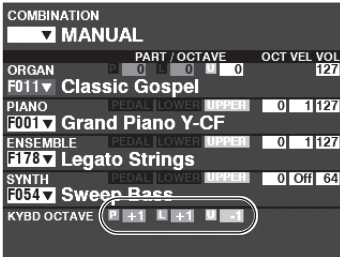 COMBINATION
▼ MANUAL
PART / OCTAVE OCT VEL VOL
ORGAN P 0 L 0 U 0 127
F011▼ Classic Gospel
PIANO PEDAL LOWER UPPER 0 1 127
F001▼ Grand Piano Y-CF
ENSEMBLE PEDAL LOWER UPPER 0 1 127
F178▼ Legato Strings
SYNTH PEDAL LOWER UPPER 0 Off 64
F054▼ Sweep Bass
KYBD OCTAVE P +1 L +1 U -1